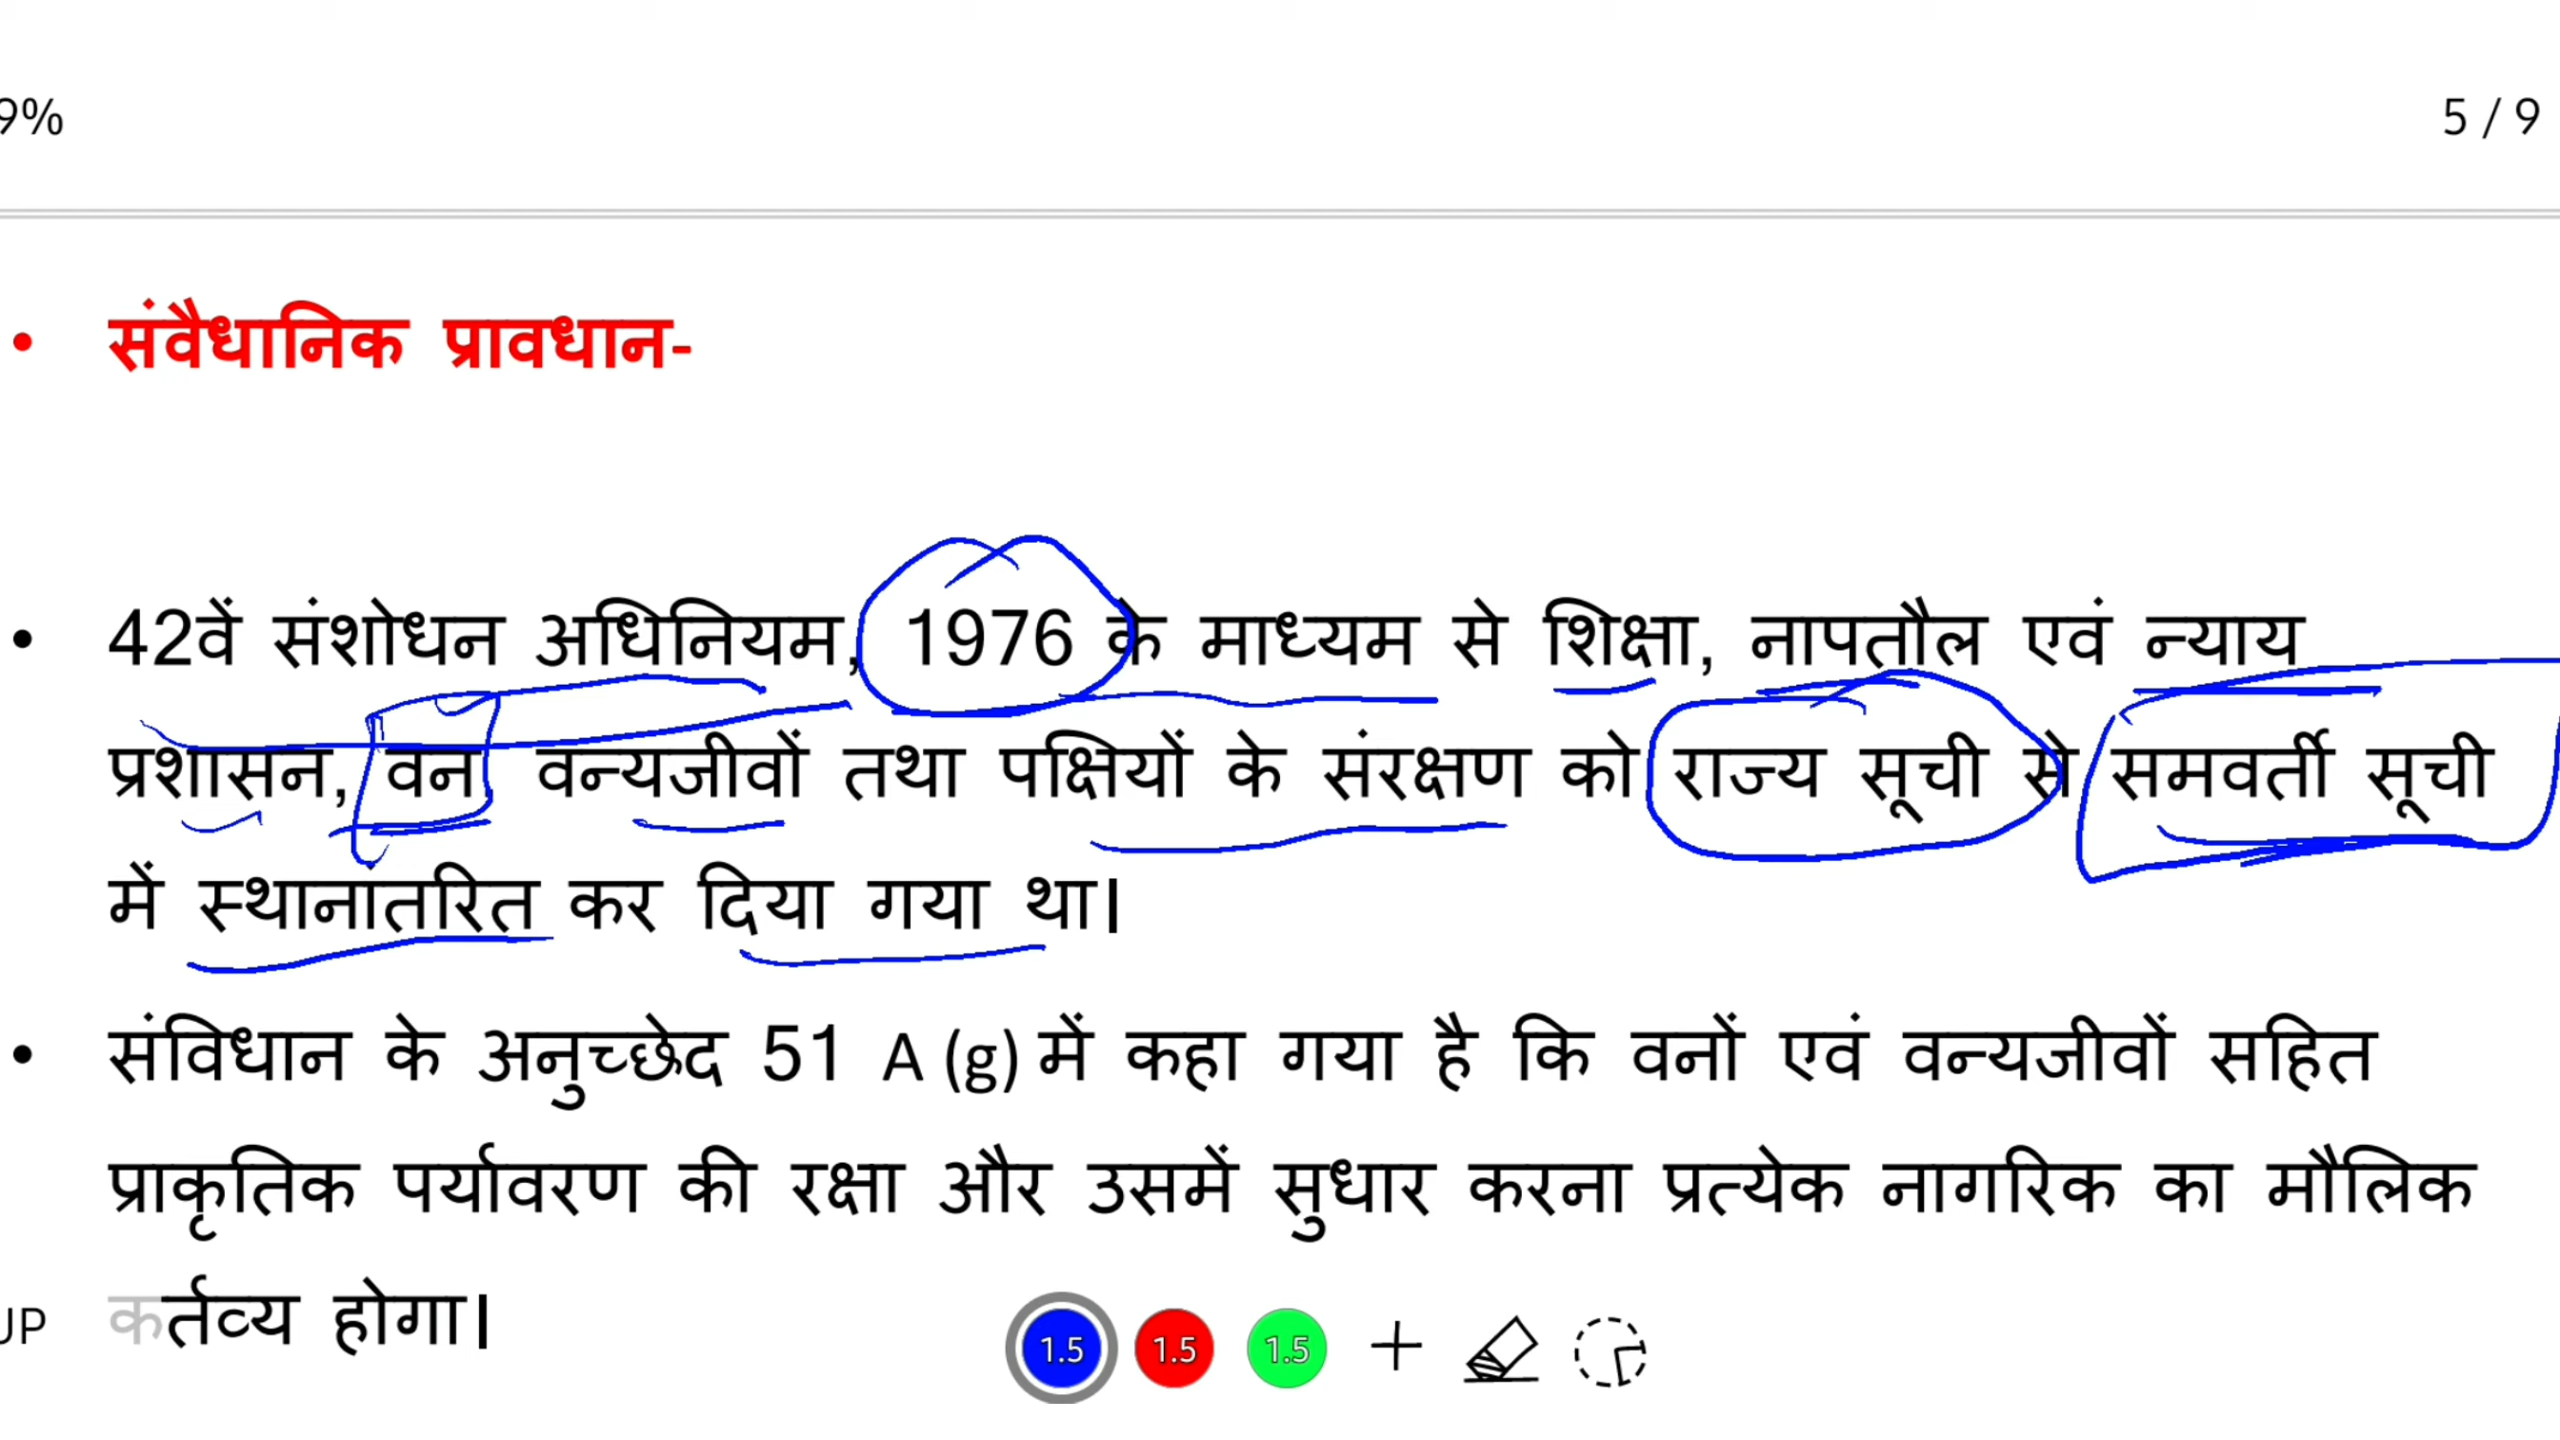 9%
5 / 9
• संवैधानिक प्रावधान-
• 42वें संशोधन अधिनियम, 1976 के माध्यम से शिक्षा, नापतौल एवं न्याय
प्रशासन, वन वन्यजीवों तथा पक्षियों के संरक्षण को राज्य सूची से समवर्ती सूची
में स्थानातरित कर दिया गया था।
• संविधान के अनुच्छेद 51 A (g) में कहा गया है कि वनों एवं वन्यजीवों सहित
प्राकृतिक पर्यावरण की रक्षा और उसमें सुधार करना प्रत्येक नागरिक का मौलिक
कर्तव्य होगा।
UP
1.5 1.5 1.5